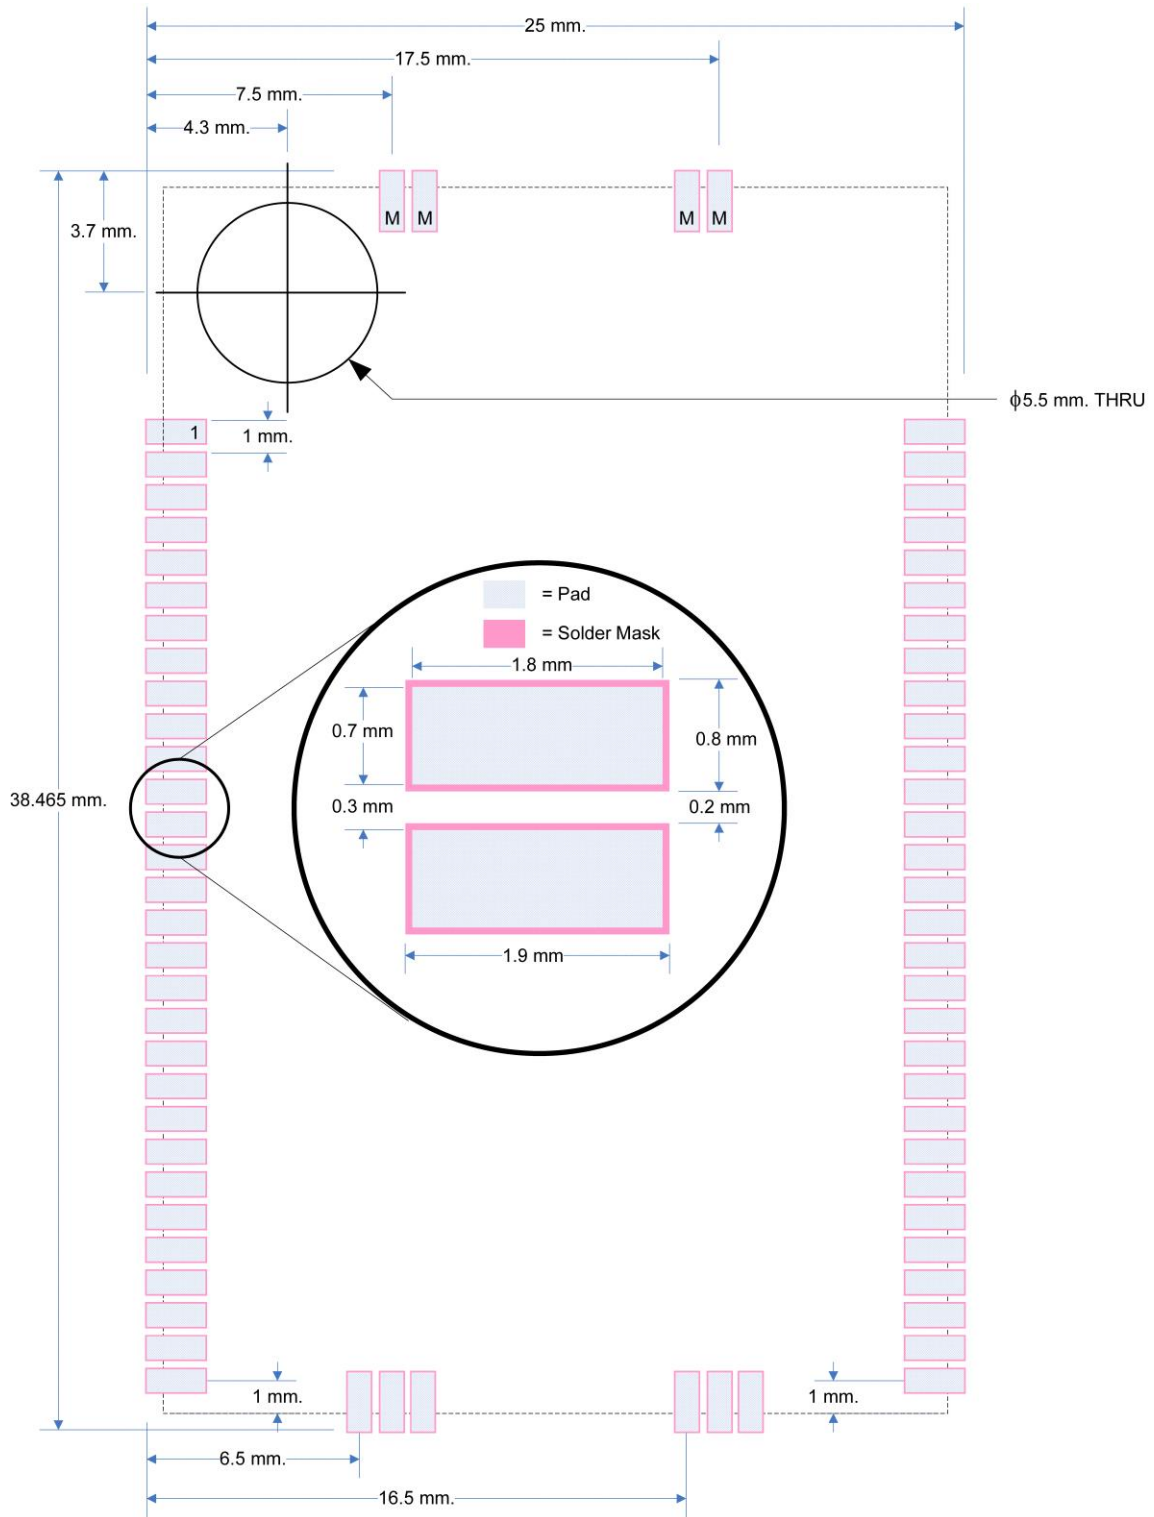 25 mm.
17.5 mm.
7.5 mm.
4.3 mm.
3.7 mm.
M M M M
ϕ5.5 mm. THRU
1
1 mm.
= Pad
= Solder Mask
1.8 mm
0.7 mm
0.8 mm
38.465 mm.
0.3 mm
0.2 mm
1.9 mm
1 mm.
1 mm.
6.5 mm.
16.5 mm.